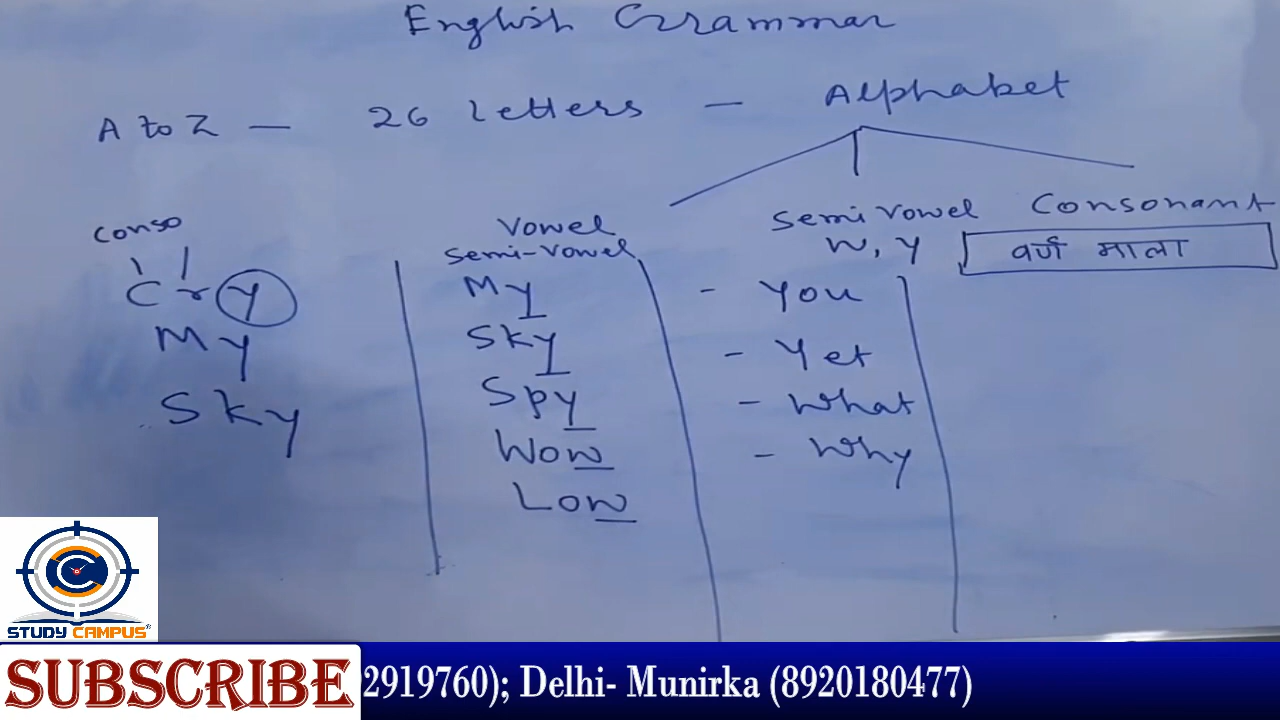 English Grammar
A to Z — 26 Letters — Alphabet
Conso
Cry
My
Sky
Vowel
Semi-Vowel
My
Sky
Spy
Wow
Low
Semi Vowel
W, Y
- You
- Yet
- What
- Why
Consonant
वर्ण माला
STUDY CAMPUS
SUBSCRIBE
2919760); Delhi- Munirka (8920180477)